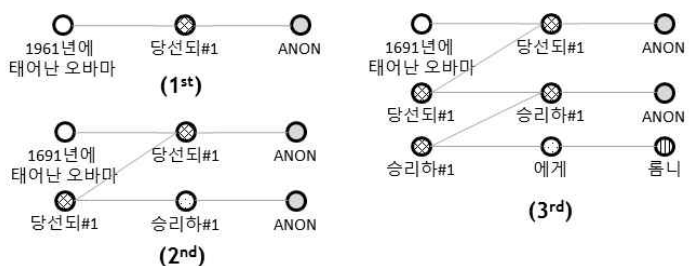 1961년에
태어난 오바마
당선되#1
ANON
(1st)
1691년에
태어난 오바마
당선되#1
ANON
당선되#1
승리하#1
ANON
(2nd)
1691년에
태어난 오바마
당선되#1
ANON
당선되#1
승리하#1
ANON
승리하#1
에게
롬니
(3rd)